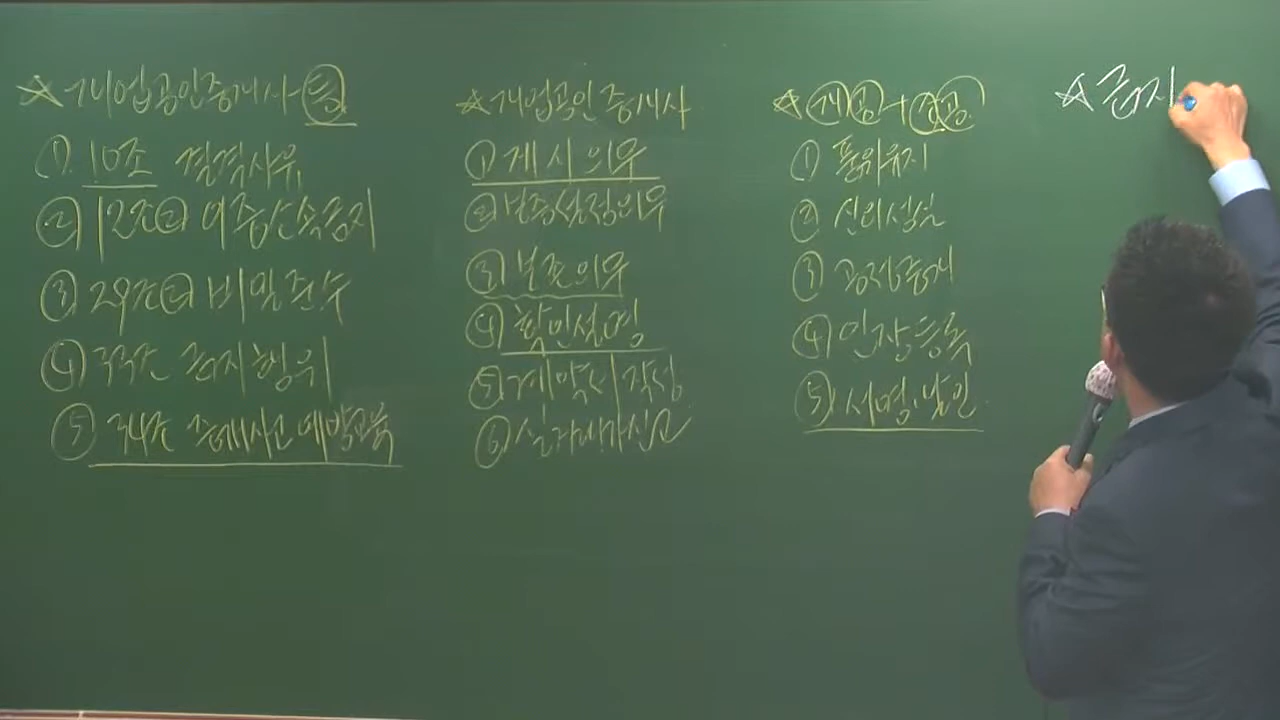 ☆ 개업공인중개사 등
① 10조 결격사유
② 12조② 이중소속금지
③ 29조② 비밀준수
④ 33조 금지행위
⑤ 34조 중개사고 예방교육
☆ 개업공인중개사
① 게시의무
② 보증설정의무
③ 보존의무
④ 확인설명
⑤ 계약서 작성
⑥ 실거래가신고
☆ 개공 + 소공
① 품위유지
② 신의성실
③ 공정중개
④ 인장등록
⑤ 서명.날인
☆ 금지